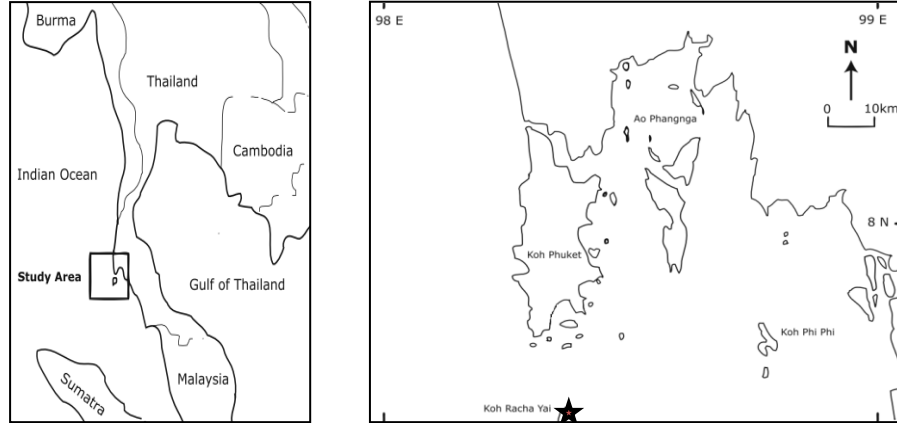 Burma
Thailand
Cambodia
Indian Ocean
Study Area
Gulf of Thailand
Malaysia
Sumatra
98 E
99 E
N
0 10km
Ao Phangnga
8 N
Koh Phuket
Koh Phi Phi
Koh Racha Yai